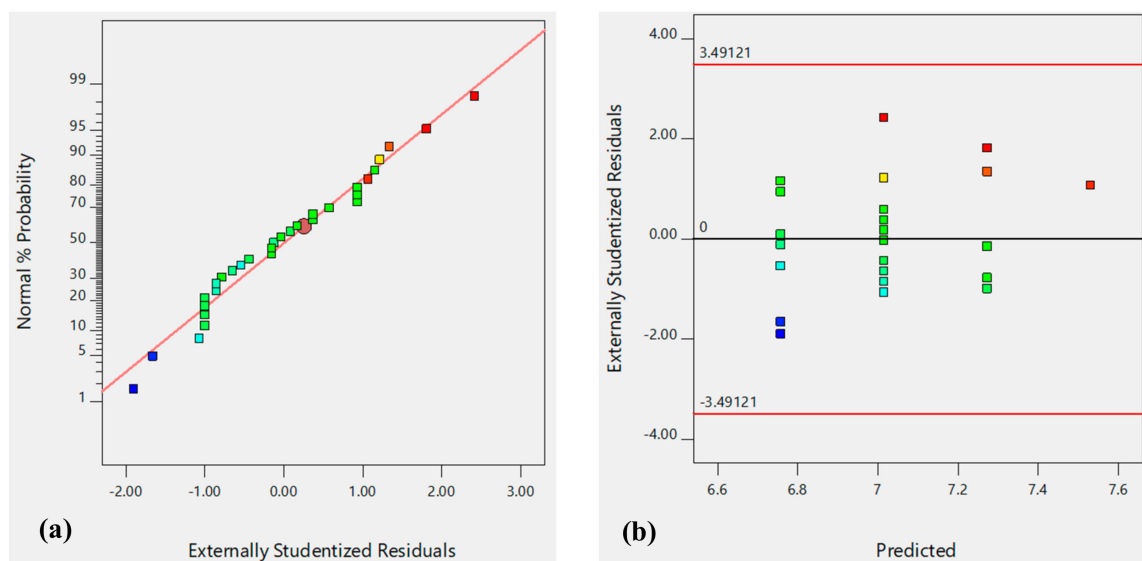 Normal % Probability
99
95
90
80
70
50
30
20
10
5
1
-2.00 -1.00 0.00 1.00 2.00 3.00
(a)
Externally Studentized Residuals
Externally Studentized Residuals
4.00
3.49121
2.00
0
0.00
-2.00
-3.49121
-4.00
6.6 6.8 7 7.2 7.4 7.6
(b)
Predicted